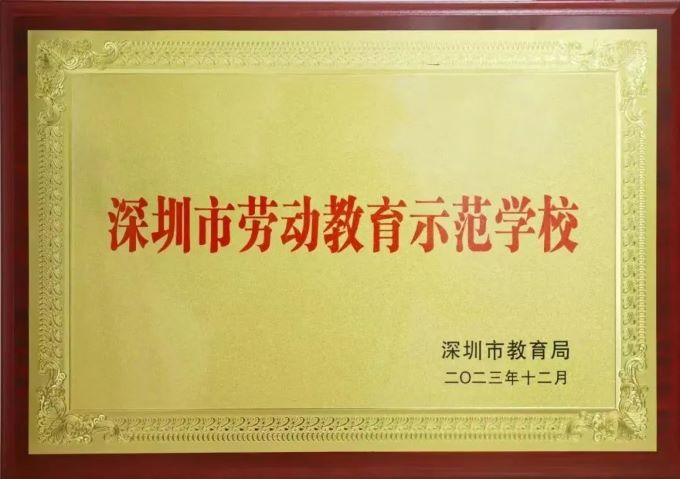 深圳市劳动教育示范学校
深圳市教育局
二〇二三年十二月